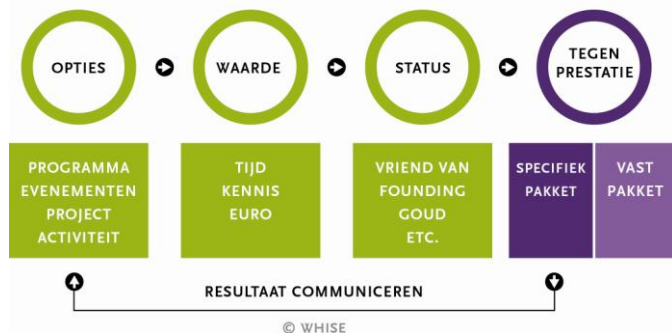 OPTIES
WAARDE
STATUS
TEGEN
PRESTATIE
PROGRAMMA
EVENEMENTEN
PROJECT
ACTIVITEIT
TIJD
KENNIS
EURO
VRIEND VAN
FOUNDING
GOUD
ETC.
SPECIFIEK
PAKKET
VAST
PAKKET
RESULTAAT COMMUNICEREN
© WHISE